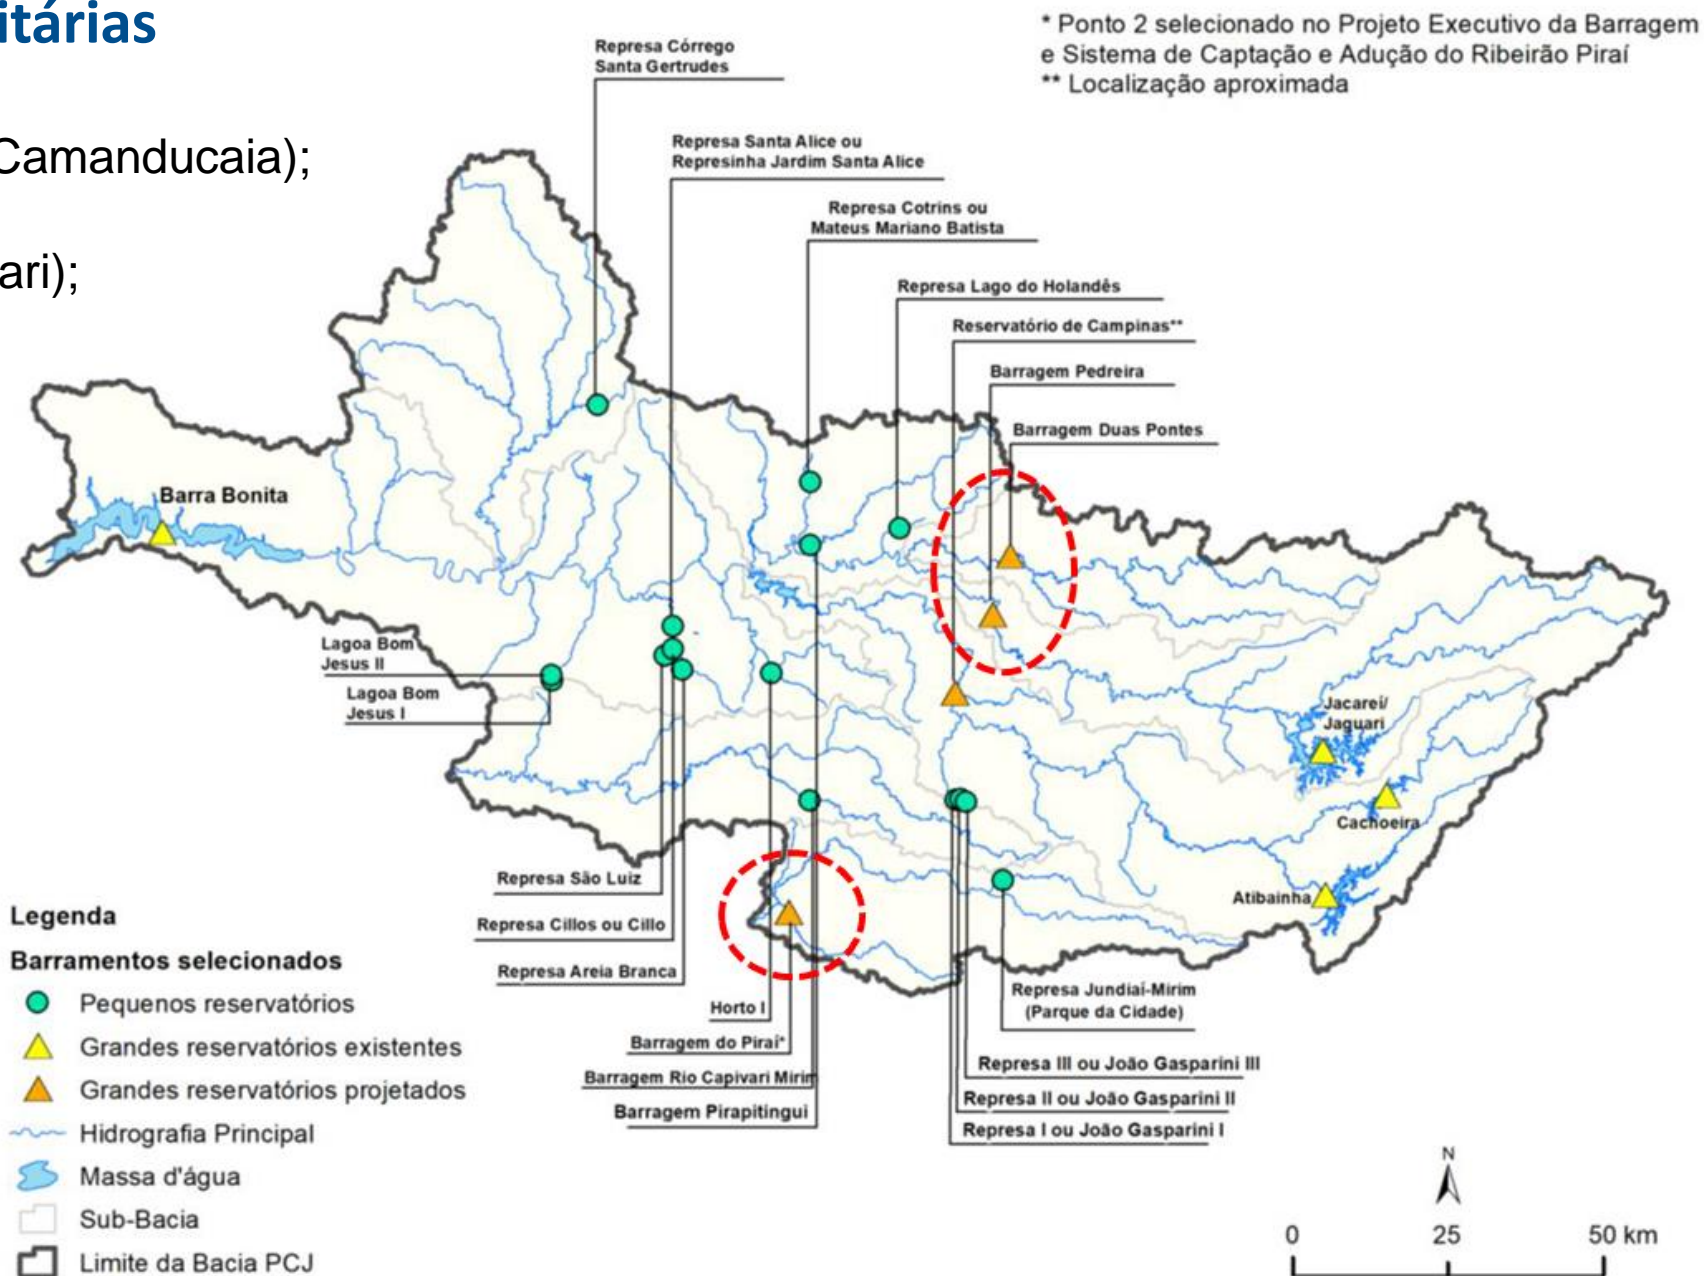 itárias
Camanducaia);
ari);
* Ponto 2 selecionado no Projeto Executivo da Barragem
e Sistema de Captação e Adução do Ribeirão Piraí
** Localização aproximada
Represa Córrego
Santa Gertrudes
Represa Santa Alice ou
Represinha Jardim Santa Alice
Represa Cotrins ou
Mateus Mariano Batista
Represa Lago do Holandês
Reservatório de Campinas**
Barragem Pedreira
Barragem Duas Pontes
Barra Bonita
Lagoa Bom
Jesus II
Lagoa Bom
Jesus I
Jacareí/
Jaguari
Cachoeira
Atibainha
Represa São Luiz
Represa Cillos ou Cillo
Represa Areia Branca
Horto I
Barragem do Piraí*
Barragem Rio Capivari Mirim
Barragem Pirapitingui
Represa Jundiaí-Mirim
(Parque da Cidade)
Represa III ou João Gasparini III
Represa II ou João Gasparini II
Represa I ou João Gasparini I
Legenda
Barramentos selecionados
Pequenos reservatórios
Grandes reservatórios existentes
Grandes reservatórios projetados
Hidrografia Principal
Massa d'água
Sub-Bacia
Limite da Bacia PCJ
N
0 25 50 km